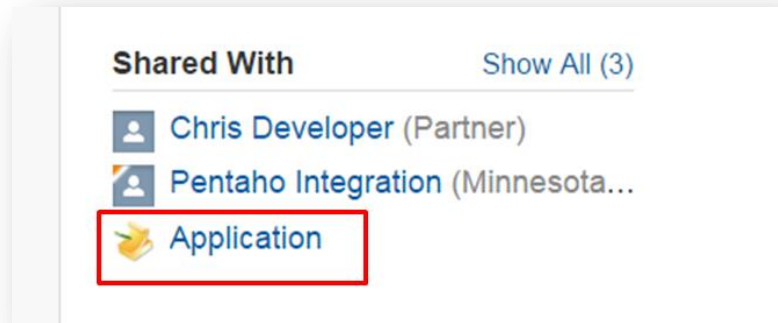 Shared With Show All (3)
Chris Developer (Partner)
Pentaho Integration (Minnesota...
Application